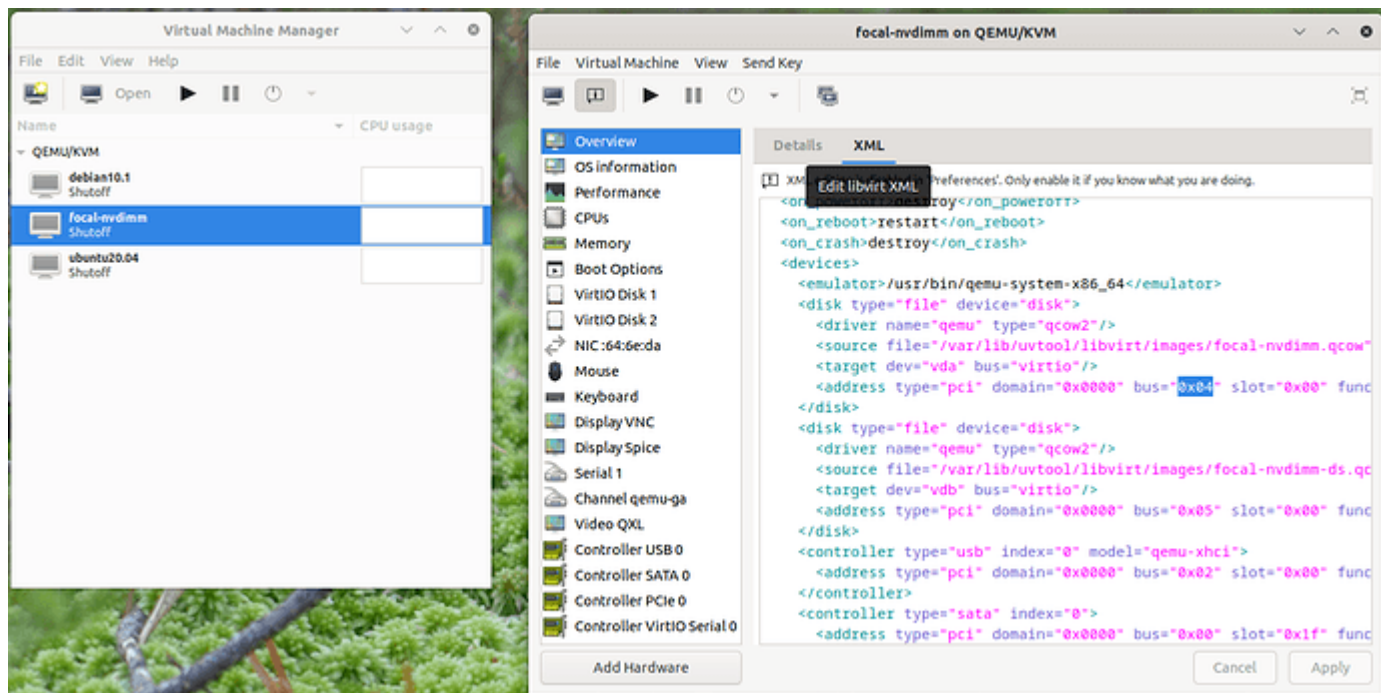 Virtual Machine Manager
File Edit View Help
Open
Name CPU usage
QEMU/KVM
debian10.1
Shutoff
focal-nvdimm
Shutoff
ubuntu20.04
Shutoff
focal-nvdimm on QEMU/KVM
File Virtual Machine View Send Key
Overview
OS information
Performance
CPUs
Memory
Boot Options
VirtIO Disk 1
VirtIO Disk 2
NIC :64:6e:da
Mouse
Keyboard
Display VNC
Display Spice
Serial 1
Channel qemu-ga
Video QXL
Controller USB 0
Controller SATA 0
Controller PCIe 0
Controller VirtIO Serial 0
Add Hardware
Details XML
XM 'Preferences'. Only enable it if you know what you are doing.
Edit libvirt XML
<on_poweroff>destroy</on_poweroff>
<on_reboot>restart</on_reboot>
<on_crash>destroy</on_crash>
<devices>
<emulator>/usr/bin/qemu-system-x86_64</emulator>
<disk type="file" device="disk">
<driver name="qemu" type="qcow2"/>
<source file="/var/lib/uvtool/libvirt/images/focal-nvdimm.qcow"
<target dev="vda" bus="virtio"/>
<address type="pci" domain="0x0000" bus="0x04" slot="0x00" func
</disk>
<disk type="file" device="disk">
<driver name="qemu" type="qcow2"/>
<source file="/var/lib/uvtool/libvirt/images/focal-nvdimm-ds.qc
<target dev="vdb" bus="virtio"/>
<address type="pci" domain="0x0000" bus="0x05" slot="0x00" func
</disk>
<controller type="usb" index="0" model="qemu-xhci">
<address type="pci" domain="0x0000" bus="0x02" slot="0x00" func
</controller>
<controller type="sata" index="0">
<address type="pci" domain="0x0000" bus="0x00" slot="0x1f" func
Cancel Apply